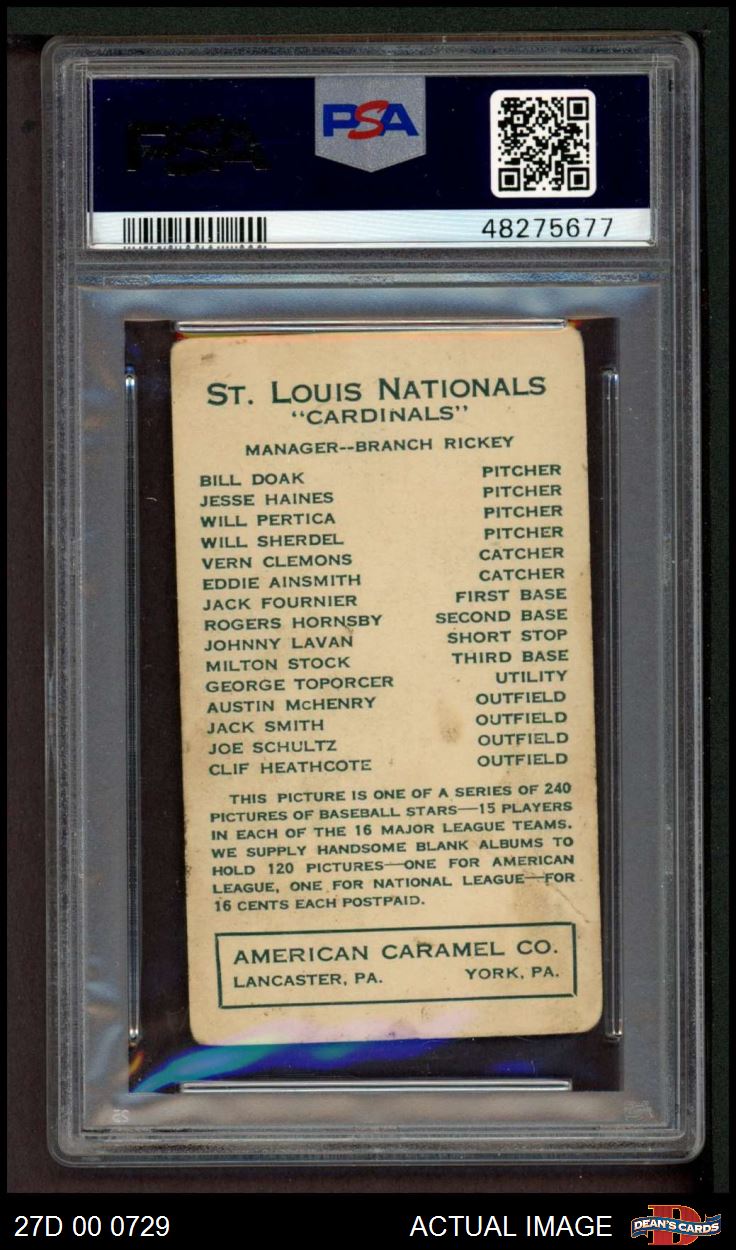 PSA
PSA
48275677
ST. LOUIS NATIONALS
"CARDINALS"
MANAGER--BRANCH RICKEY
BILL DOAK PITCHER
JESSE HAINES PITCHER
WILL PERTICA PITCHER
WILL SHERDEL PITCHER
VERN CLEMONS CATCHER
EDDIE AINSMITH CATCHER
JACK FOURNIER FIRST BASE
ROGERS HORNSBY SECOND BASE
JOHNNY LAVAN SHORT STOP
MILTON STOCK THIRD BASE
GEORGE TOPORCER UTILITY
AUSTIN McHENRY OUTFIELD
JACK SMITH OUTFIELD
JOE SCHULTZ OUTFIELD
CLIF HEATHCOTE OUTFIELD
THIS PICTURE IS ONE OF A SERIES OF 240
PICTURES OF BASEBALL STARS—15 PLAYERS
IN EACH OF THE 16 MAJOR LEAGUE TEAMS.
WE SUPPLY HANDSOME BLANK ALBUMS TO
HOLD 120 PICTURES—ONE FOR AMERICAN
LEAGUE, ONE FOR NATIONAL LEAGUE—FOR
16 CENTS EACH POSTPAID.
AMERICAN CARAMEL CO.
LANCASTER, PA. YORK, PA.
27D 00 0729 ACTUAL IMAGE D DEAN'S CARDS